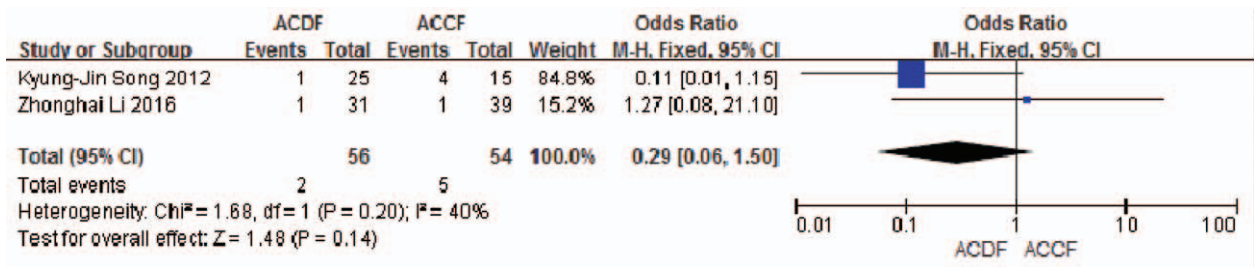 ACDF ACCF Odds Ratio Odds Ratio
Study or Subgroup Events Total Events Total Weight M-H, Fixed, 95% CI M-H, Fixed, 95% CI
Kyung-Jin Song 2012 1 25 4 15 84.8% 0.11 [0.01, 1.15]
Zhonghai Li 2016 1 31 1 39 15.2% 1.27 [0.08, 21.10]
Total (95% CI) 56 54 100.0% 0.29 [0.06, 1.50]
Total events 2 5
Heterogeneity: Chi² = 1.68, df = 1 (P = 0.20); I² = 40%
Test for overall effect: Z = 1.48 (P = 0.14)
0.01 0.1 1 10 100
ACDF ACCF